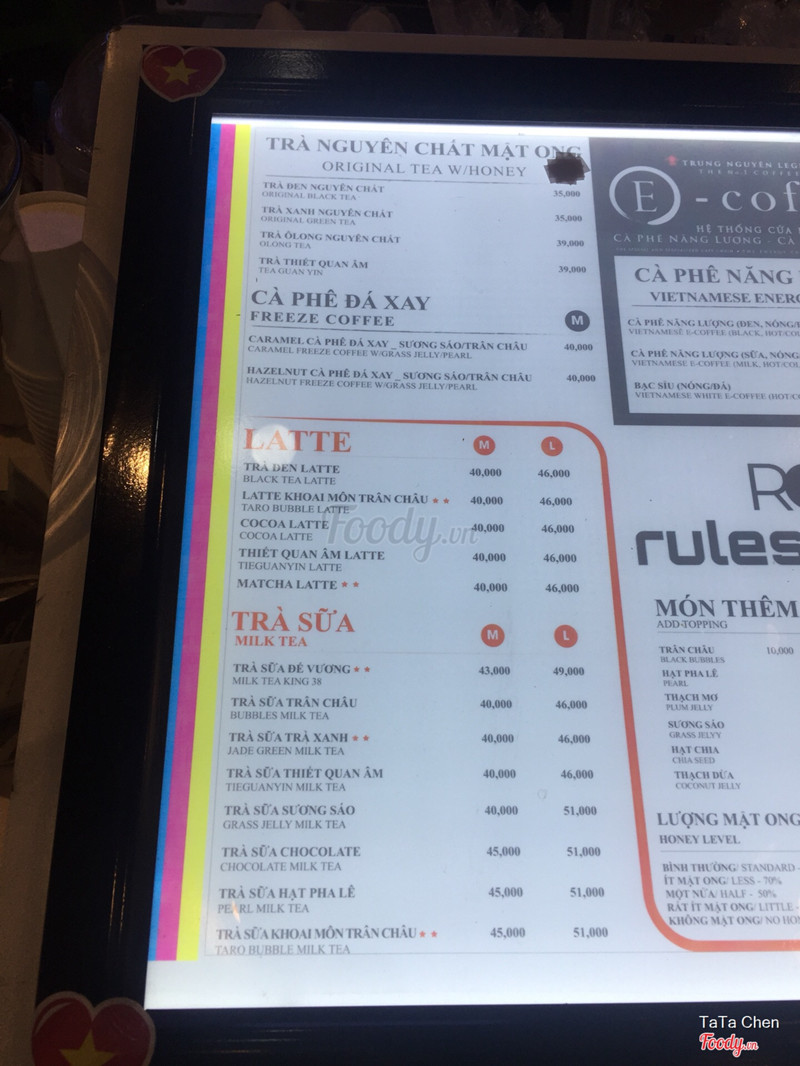 TRÀ NGUYÊN CHẤT MẬT ONG
ORIGINAL TEA W/HONEY
TRÀ ĐEN NGUYÊN CHẤT 35,000
ORIGINAL BLACK TEA
TRÀ XANH NGUYÊN CHẤT 35,000
ORIGINAL GREEN TEA
TRÀ ÔLONG NGUYÊN CHẤT 39,000
OLONG TEA
TRÀ THIẾT QUAN ÂM 39,000
TEA GUAN YIN
CÀ PHÊ ĐÁ XAY
FREEZE COFFEE M
CARAMEL CÀ PHÊ ĐÁ XAY _ SƯƠNG SÁO/TRÂN CHÂU 40,000
CARAMEL FREEZE COFFEE W/GRASS JELLY/PEARL
HAZELNUT CÀ PHÊ ĐÁ XAY _ SƯƠNG SÁO/TRÂN CHÂU 40,000
HAZELNUT FREEZE COFFEE W/GRASS JELLY/PEARL
LATTE M L
TRÀ ĐEN LATTE 40,000 46,000
BLACK TEA LATTE
LATTE KHOAI MÔN TRÂN CHÂU ** 40,000 46,000
TARO BUBBLE LATTE
COCOA LATTE 40,000 46,000
COCOA LATTE
THIẾT QUAN ÂM LATTE 40,000 46,000
TIEGUANYIN LATTE
MATCHA LATTE ** 40,000 46,000
TRÀ SỮA
MILK TEA M L
TRÀ SỮA ĐẾ VƯƠNG ** 43,000 49,000
MILK TEA KING 38
TRÀ SỮA TRÂN CHÂU 40,000 46,000
BUBBLES MILK TEA
TRÀ SỮA TRÀ XANH ** 40,000 46,000
JADE GREEN MILK TEA
TRÀ SỮA THIẾT QUAN ÂM 40,000 46,000
TIEGUANYIN MILK TEA
TRÀ SỮA SƯƠNG SÁO 40,000 51,000
GRASS JELLY MILK TEA
TRÀ SỮA CHOCOLATE 45,000 51,000
CHOCOLATE MILK TEA
TRÀ SỮA HẠT PHA LÊ 45,000 51,000
PEARL MILK TEA
TRÀ SỮA KHOAI MÔN TRÂN CHÂU ** 45,000 51,000
TARO BUBBLE MILK TEA
TRUNG NGUYÊN LEG
THE No.1 COFFEE
E - cof
HỆ THỐNG CỬA
CÀ PHÊ NĂNG LƯỢNG - CÀ
CÀ PHÊ NĂNG
VIETNAMESE ENERG
CÀ PHÊ NĂNG LƯỢNG (ĐEN, NÓNG/
VIETNAMESE E-COFFEE (BLACK, HOT/COL
CÀ PHÊ NĂNG LƯỢNG (SỮA, NÓNG/
VIETNAMESE E-COFFEE (MILK, HOT/COL
BẠC SỈU (NÓNG/ĐÁ)
VIETNAMESE WHITE E-COFFEE (HOT/CO
RO
rules
MÓN THÊM
ADD-TOPPING
TRÂN CHÂU 10,000
BLACK BUBBLES
HẠT PHA LÊ
PEARL
THẠCH MƠ
PLUM JELLY
SƯƠNG SÁO
GRASS JELYY
HẠT CHIA
CHIA SEED
THẠCH DỪA
COCONUT JELLY
LƯỢNG MẬT ONG
HONEY LEVEL
BÌNH THƯỜNG/ STANDARD -
ÍT MẬT ONG/ LESS - 70%
MỘT NỬA/ HALF - 50%
RẤT ÍT MẬT ONG/ LITTLE -
KHÔNG MẬT ONG/ NO HON
Foody.vn
TaTa Chen
Foody.vn